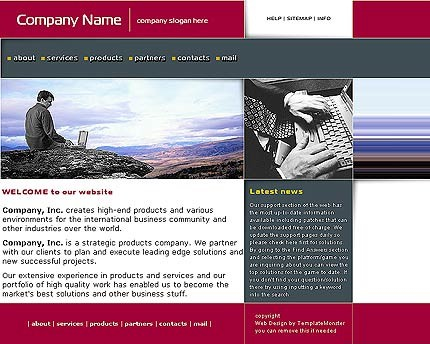 Company Name
company slogan here
HELP | SITEMAP | INFO
about services products partners contacts mail
WELCOME to our website
Company, Inc. creates high-end products and various
environments for the international business community and
other industries over the world.
Company, Inc. is a strategic products company. We partner
with our clients to plan and execute leading edge solutions and
new successful projects.
Our extensive experience in products and services and our
portfolio of high quality work has enabled us to become the
market's best solutions and other business stuff.
Latest news
Our support section of the web has
the most up to date information
available including patches that can
be downloaded free of charge. We
update the support pages daily so
please check here first for solutions.
By going to the Find Answers section
and selecting the platform/game you
are inquiring about you can view the
top solutions for the game to date. If
you don't find your question/solution
there try using inputting a keyword
into the search
| about | services | products | partners | contacts | mail |
copyright
Web Design by TemplateMonster
you can remove this if needed